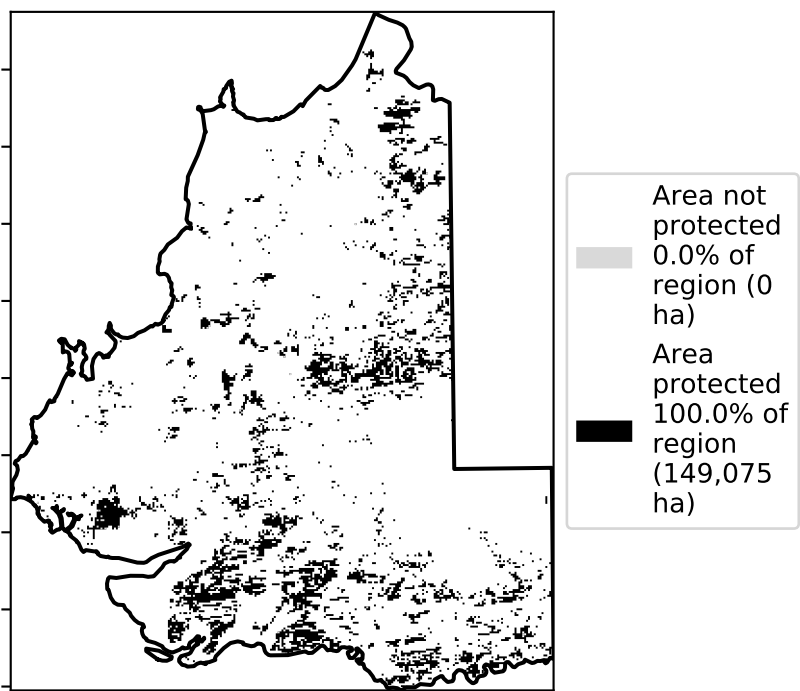 Area not
protected
0.0% of
region (0
ha)
Area
protected
100.0% of
region
(149,075
ha)